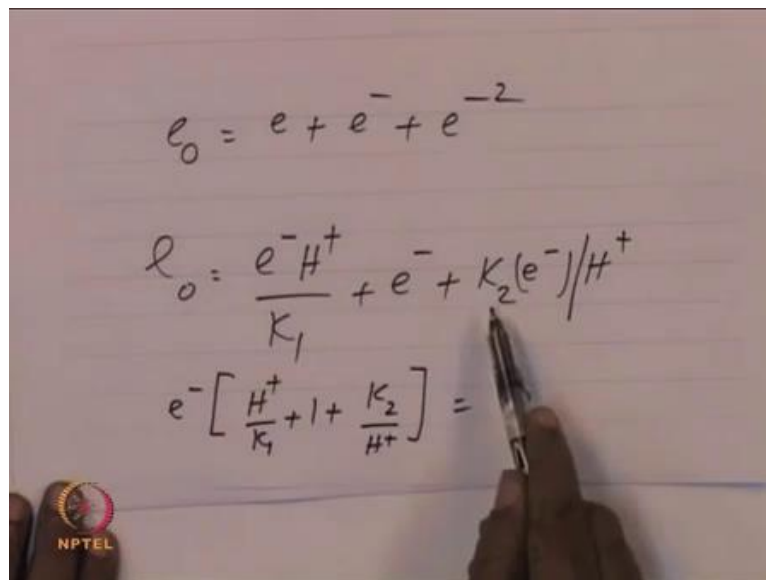 e₀ = e + e⁻ + e⁻²
e₀ = e⁻H⁺/K₁ + e⁻ + K₂(e⁻)/H⁺
e⁻[H⁺/K₁ + 1 + K₂/H⁺] =
NPTEL